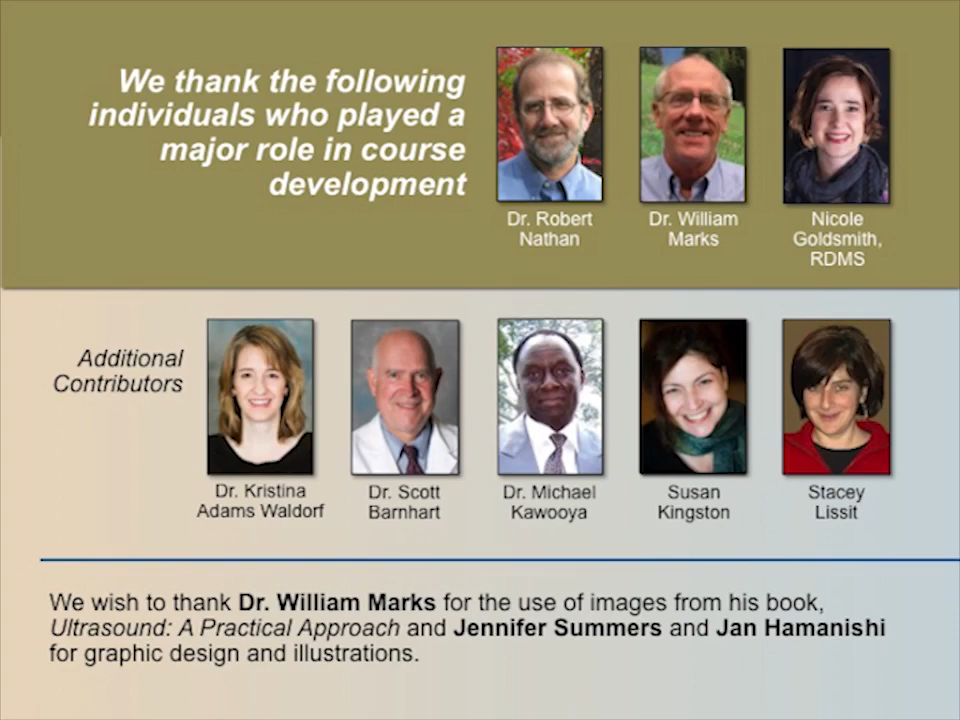 We thank the following
individuals who played a
major role in course
development
Dr. Robert
Nathan
Dr. William
Marks
Nicole
Goldsmith,
RDMS
Additional
Contributors
Dr. Kristina
Adams Waldorf
Dr. Scott
Barnhart
Dr. Michael
Kawooya
Susan
Kingston
Stacey
Lissit
We wish to thank Dr. William Marks for the use of images from his book,
Ultrasound: A Practical Approach and Jennifer Summers and Jan Hamanishi
for graphic design and illustrations.